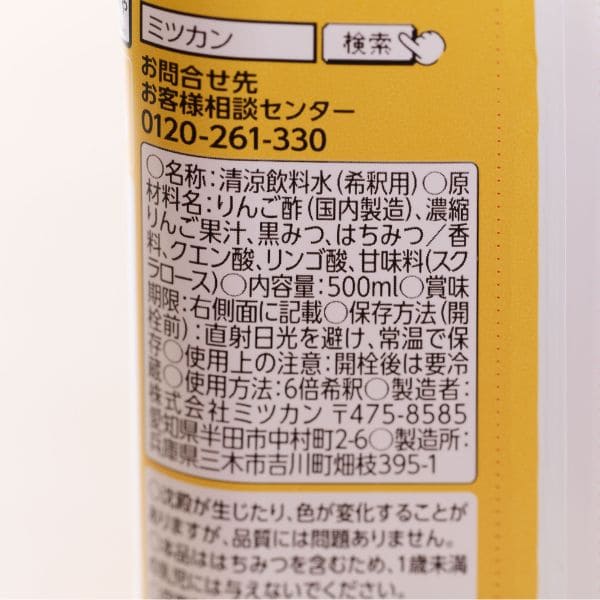 ミツカン 検索
お問合せ先
お客様相談センター
0120-261-330
○名称:清涼飲料水(希釈用)○原
材料名:りんご酢(国内製造)、濃縮
りんご果汁、黒みつ、はちみつ/香
料、クエン酸、リンゴ酸、甘味料(スク
ラロース)○内容量:500ml○賞味
期限:右側面に記載○保存方法(開
栓前):直射日光を避け、常温で保
存○使用上の注意:開栓後は要冷
蔵○使用方法:6倍希釈○製造者:
株式会社ミツカン 〒475-8585
愛知県半田市中村町2-6○製造所:
兵庫県三木市吉川町畑枝395-1
○沈殿が生じたり、色が変化することが
ありますが、品質には問題ありません。
○本品ははちみつを含むため、1歳未満
の乳児には与えないでください。